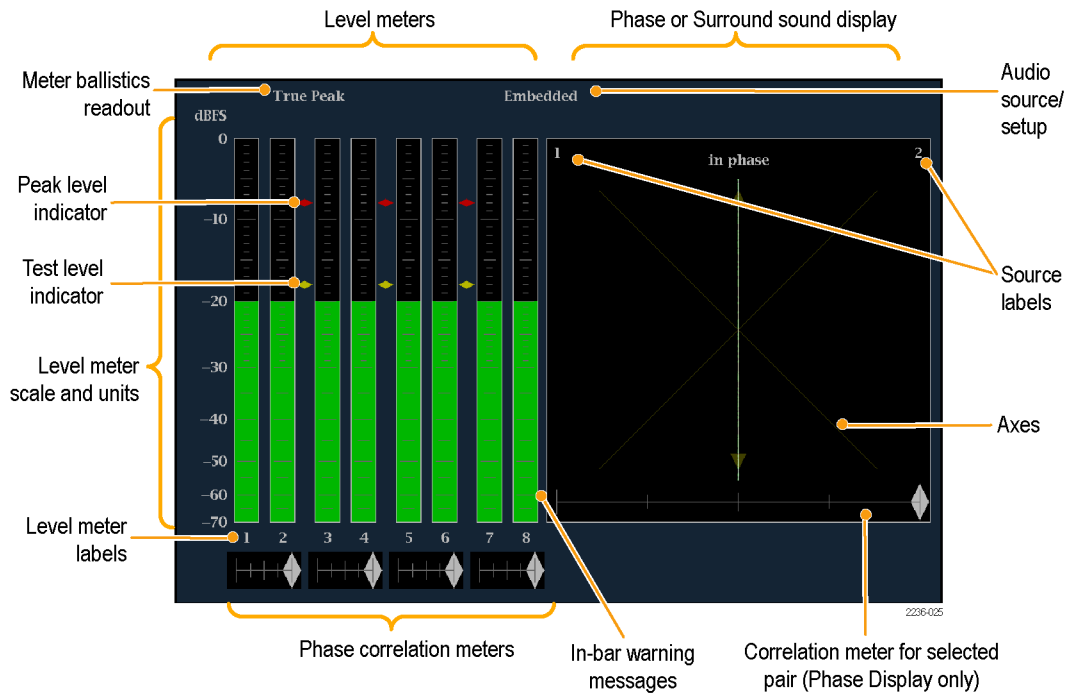 Level meters
Phase or Surround sound display
Meter ballistics
readout
True Peak
Embedded
Audio
source/
setup
dBFS
0
−10
−20
−30
−40
−50
−60
−70
Peak level
indicator
Test level
indicator
Level meter
scale and units
Level meter
labels
1 2 3 4 5 6 7 8
1
in phase
2
Source
labels
Axes
2236-025
Phase correlation meters
In-bar warning
messages
Correlation meter for selected
pair (Phase Display only)